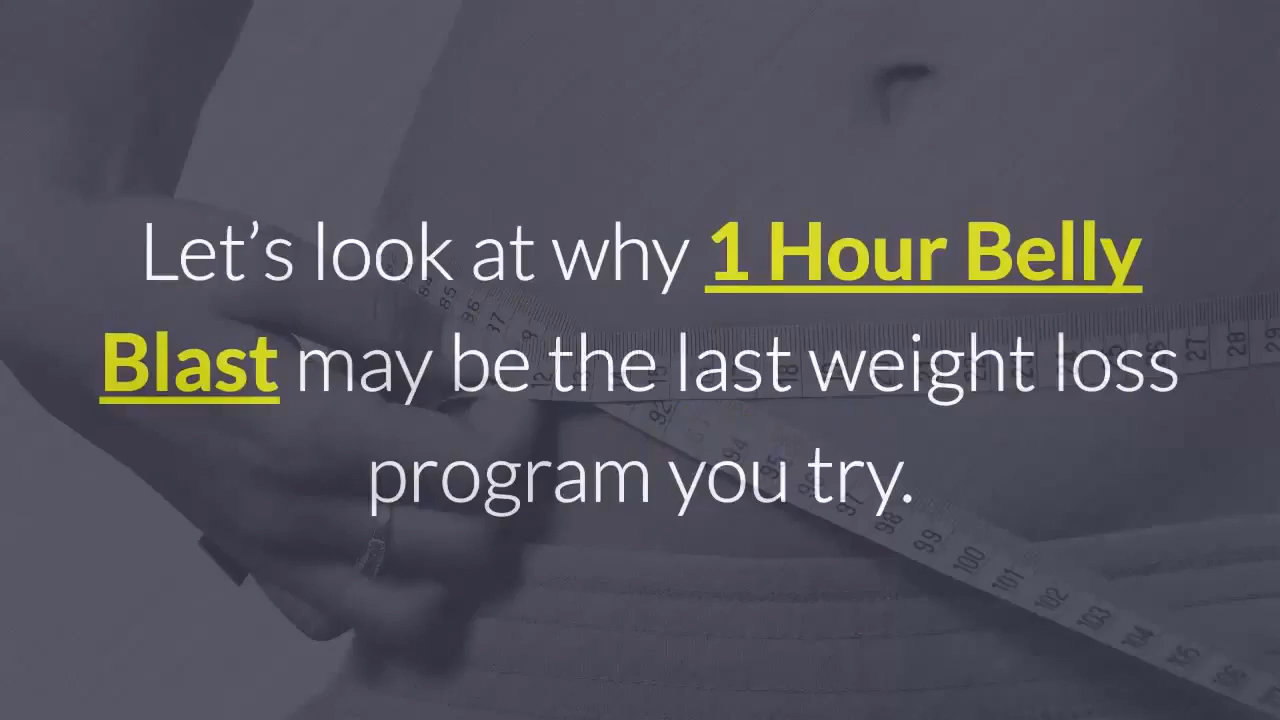 Let’s look at why 1 Hour Belly
Blast may be the last weight loss
program you try.